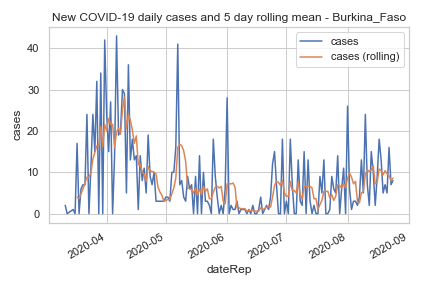 New COVID-19 daily cases and 5 day rolling mean - Burkina_Faso
cases
cases (rolling)
40
30
20
10
0
cases
2020-04
2020-05
2020-06
2020-07
2020-08
2020-09
dateRep